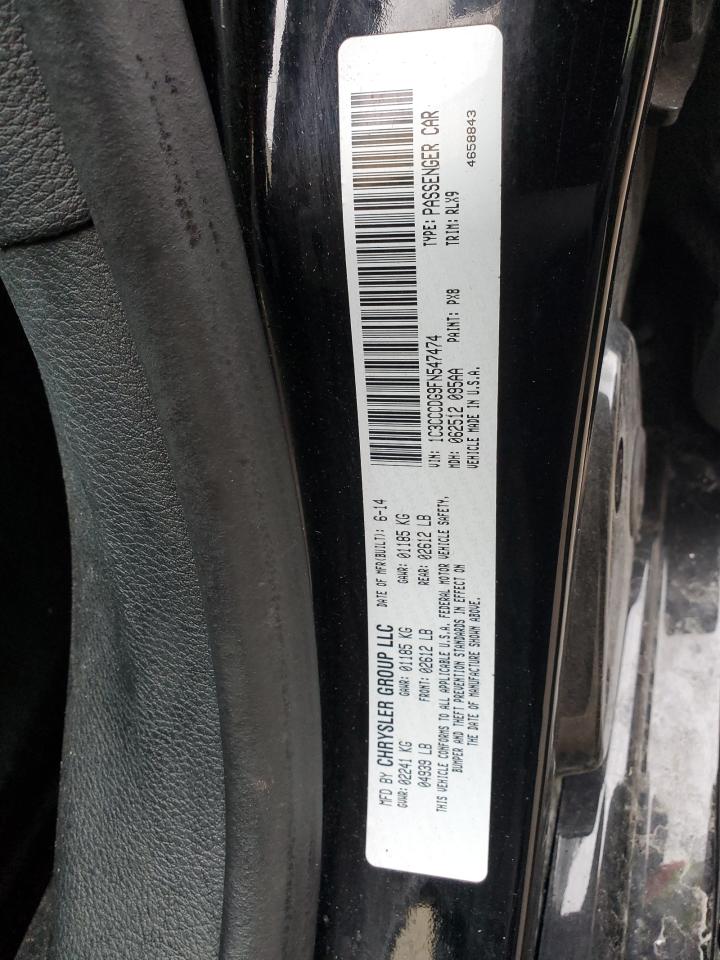 MFD BY CHRYSLER GROUP LLC DATE OF MFR(BUILT): 6-14
GVWR: 02241 KG GAWR: 01185 KG GAWR: 01185 KG
04939 LB FRONT: 02612 LB REAR: 02612 LB
THIS VEHICLE CONFORMS TO ALL APPLICABLE U.S.A. FEDERAL MOTOR VEHICLE SAFETY,
BUMPER AND THEFT PREVENTION STANDARDS IN EFFECT ON
THE DATE OF MANUFACTURE SHOWN ABOVE.
VIN: 1C3CCCDG9FN547474 TYPE: PASSENGER CAR
MDH: 062512 095AA PAINT: PX8 TRIM: RLX9
VEHICLE MADE IN U.S.A. 4658843